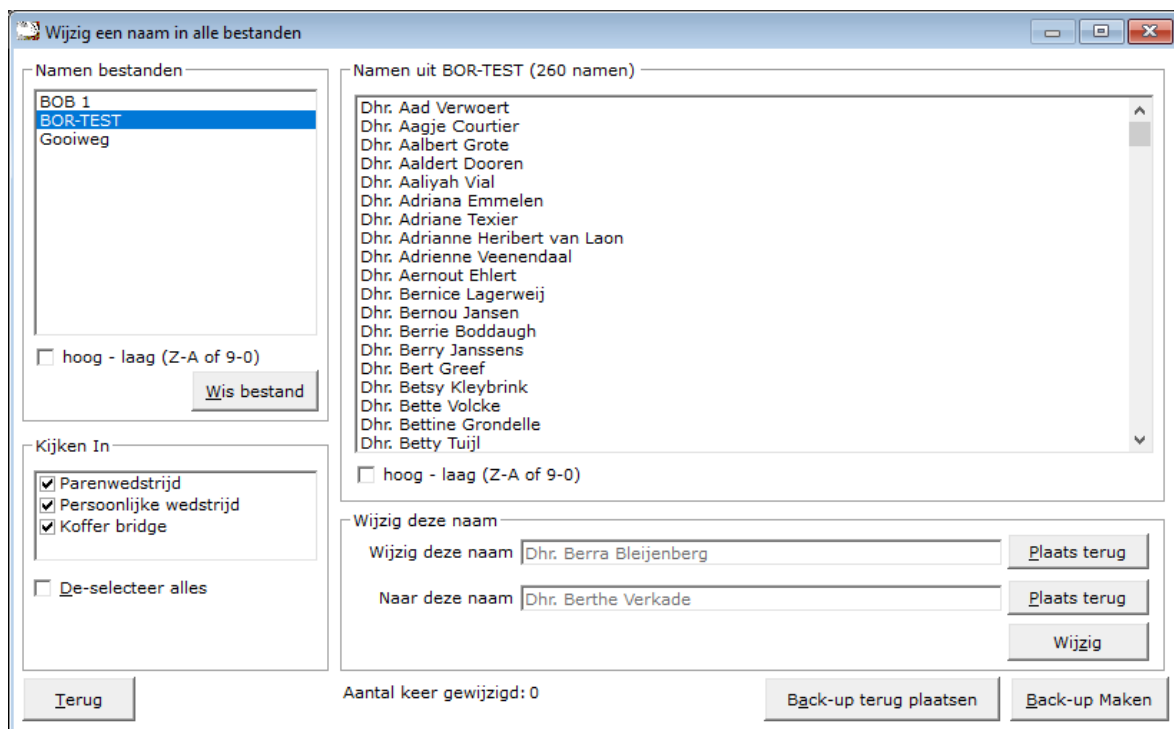 Wijzig een naam in alle bestanden
Namen bestanden
BOB 1
BOR-TEST
Gooiweg
hoog - laag (Z-A of 9-0)
Wis bestand
Kijken In
Parenwedstrijd
Persoonlijke wedstrijd
Koffer bridge
De-selecteer alles
Namen uit BOR-TEST (260 namen)
Dhr. Aad Verwoert
Dhr. Aagje Courtier
Dhr. Aalbert Grote
Dhr. Aaldert Dooren
Dhr. Aaliyah Vial
Dhr. Adriana Emmelen
Dhr. Adriane Texier
Dhr. Adrianne Heribert van Laon
Dhr. Adrienne Veenendaal
Dhr. Aernout Ehlert
Dhr. Bernice Lagerweij
Dhr. Bernou Jansen
Dhr. Berrie Boddaugh
Dhr. Berry Janssens
Dhr. Bert Greef
Dhr. Betsy Kleybrink
Dhr. Bette Volcke
Dhr. Bettine Grondelle
Dhr. Betty Tuijl
hoog - laag (Z-A of 9-0)
Wijzig deze naam
Wijzig deze naam Dhr. Berra Bleijenberg Plaats terug
Naar deze naam Dhr. Berthe Verkade Plaats terug
Wijzig
Terug Aantal keer gewijzigd: 0 Back-up terug plaatsen Back-up Maken